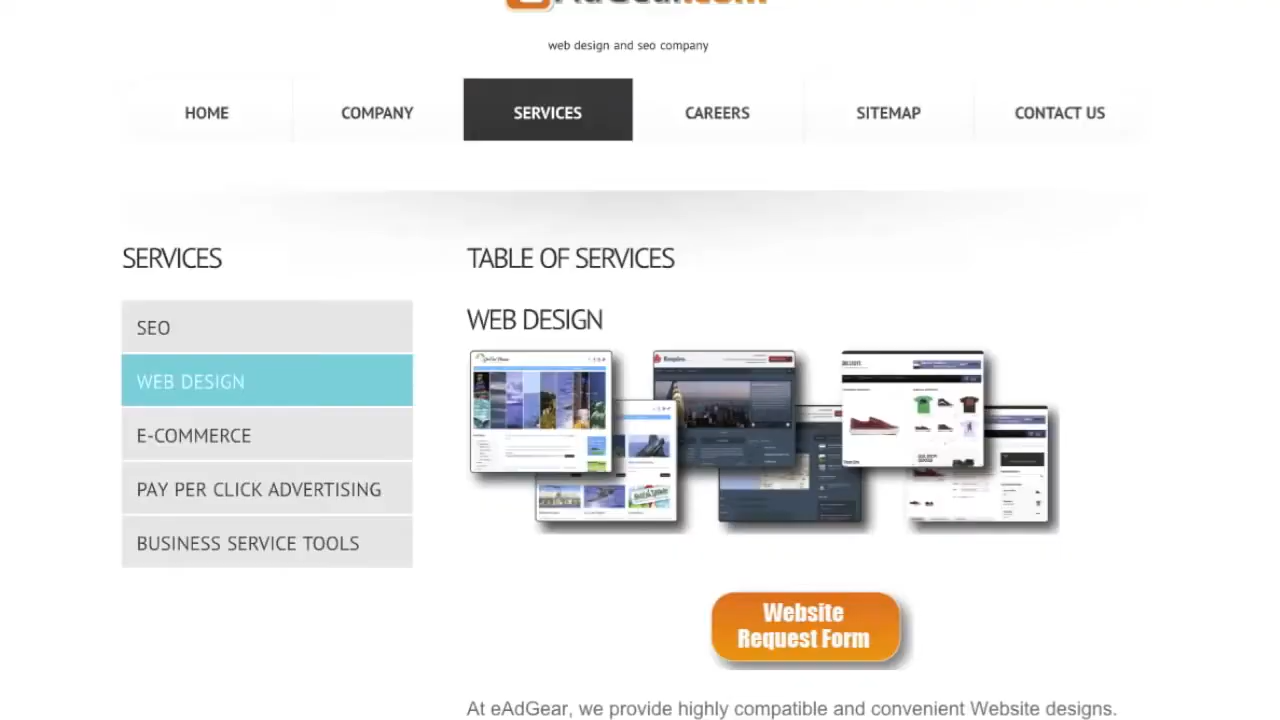 web design and seo company
HOME
COMPANY
SERVICES
CAREERS
SITEMAP
CONTACT US
SERVICES
SEO
WEB DESIGN
E-COMMERCE
PAY PER CLICK ADVERTISING
BUSINESS SERVICE TOOLS
TABLE OF SERVICES
WEB DESIGN
Website
Request Form
At eAdGear, we provide highly compatible and convenient Website designs.